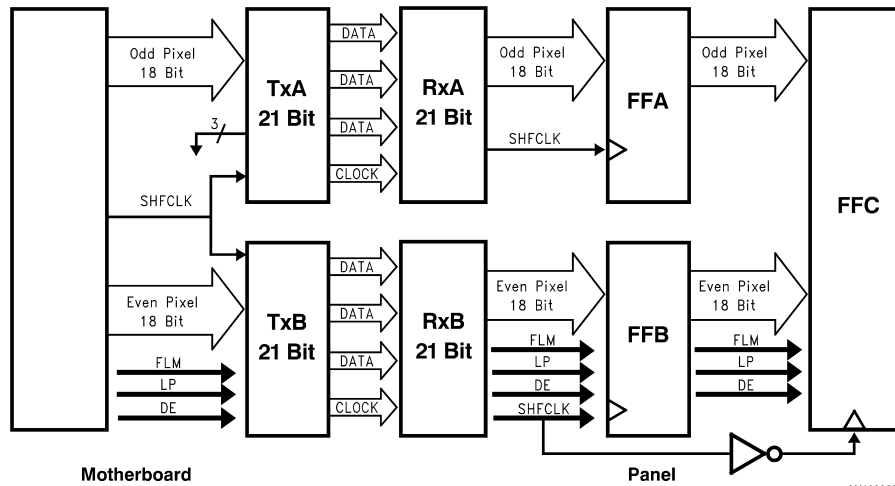 Odd Pixel
18 Bit
TxA
21 Bit
DATA
DATA
DATA
CLOCK
RxA
21 Bit
Odd Pixel
18 Bit
SHFCLK
FFA
Odd Pixel
18 Bit
FFC
3
SHFCLK
Even Pixel
18 Bit
FLM
LP
DE
TxB
21 Bit
DATA
DATA
DATA
CLOCK
RxB
21 Bit
Even Pixel
18 Bit
FLM
LP
DE
SHFCLK
FFB
Even Pixel
18 Bit
FLM
LP
DE
Motherboard
Panel